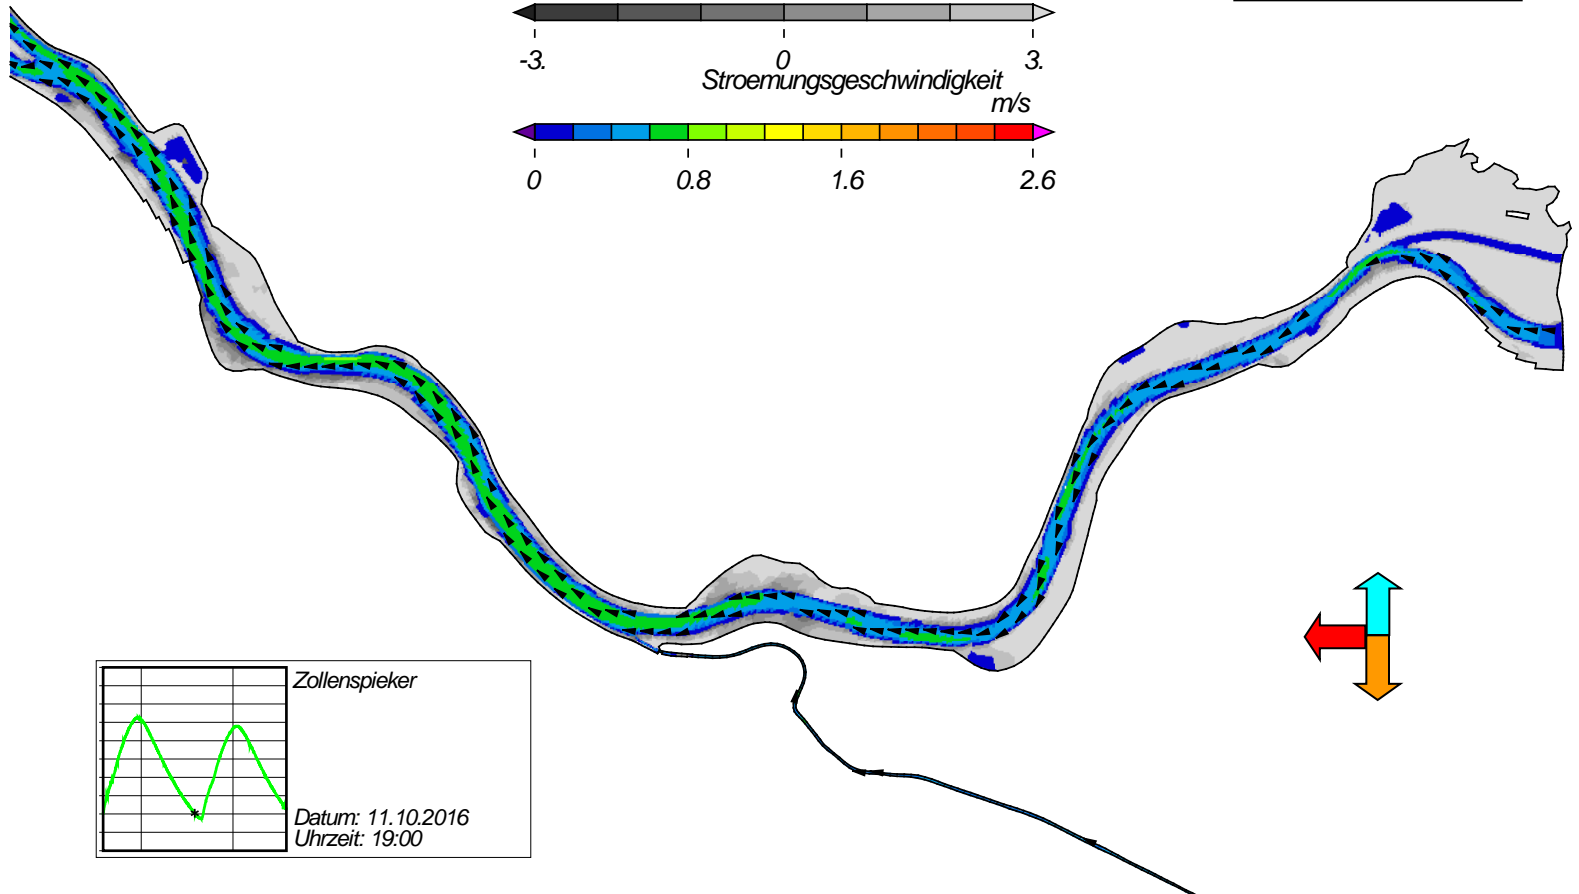 -3. 0 3.
Stroemungsgeschwindigkeit
m/s
0 0.8 1.6 2.6
Zollenspieker
Datum: 11.10.2016
Uhrzeit: 19:00